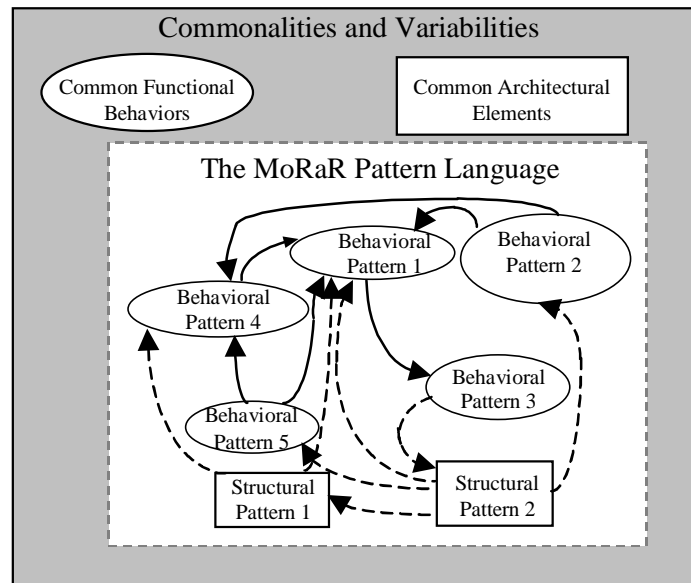 Commonalities and Variabilities
Common Functional
Behaviors
Common Architectural
Elements
The MoRaR Pattern Language
Behavioral
Pattern 1
Behavioral
Pattern 2
Behavioral
Pattern 4
Behavioral
Pattern 3
Behavioral
Pattern 5
Structural
Pattern 1
Structural
Pattern 2